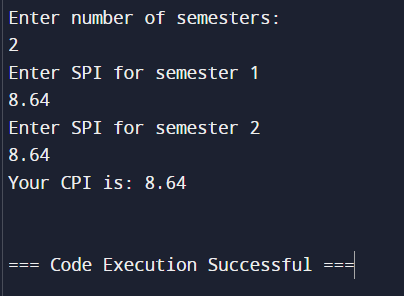 Enter number of semesters:
2
Enter SPI for semester 1
8.64
Enter SPI for semester 2
8.64
Your CPI is: 8.64
=== Code Execution Successful ===